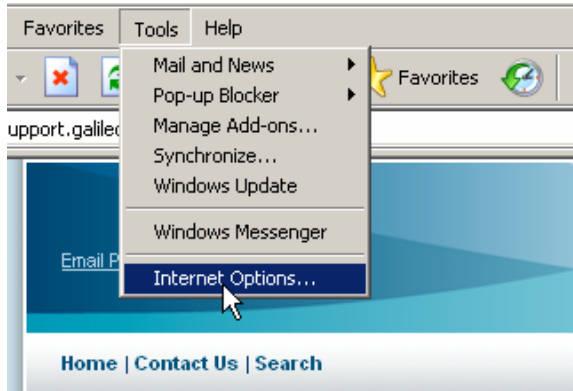 Favorites Tools Help
Mail and News
Favorites
Pop-up Blocker
Manage Add-ons...
upport.galileo
Synchronize...
Windows Update
Windows Messenger
Email P
Internet Options...
Home | Contact Us | Search